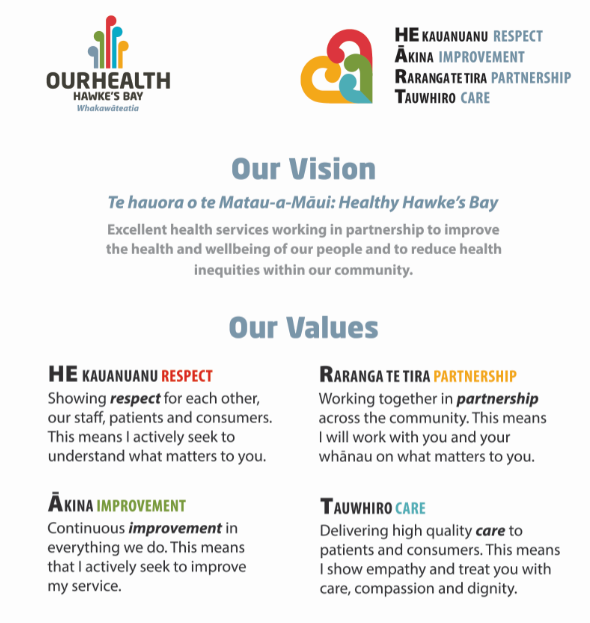 OURHEALTH
HAWKE'S BAY
Whakawāteatia
HE KAUANUANU RESPECT
ĀKINA IMPROVEMENT
RARANGATETIRA PARTNERSHIP
TAUWHIRO CARE
Our Vision
Te hauora o te Matau-a-Māui: Healthy Hawke's Bay
Excellent health services working in partnership to improve
the health and wellbeing of our people and to reduce health
inequities within our community.
Our Values
HE KAUANUANU RESPECT
Showing respect for each other,
our staff, patients and consumers.
This means I actively seek to
understand what matters to you.
ĀKINA IMPROVEMENT
Continuous improvement in
everything we do. This means
that I actively seek to improve
my service.
RARANGA TE TIRA PARTNERSHIP
Working together in partnership
across the community. This means
I will work with you and your
whānau on what matters to you.
TAUWHIRO CARE
Delivering high quality care to
patients and consumers. This means
I show empathy and treat you with
care, compassion and dignity.